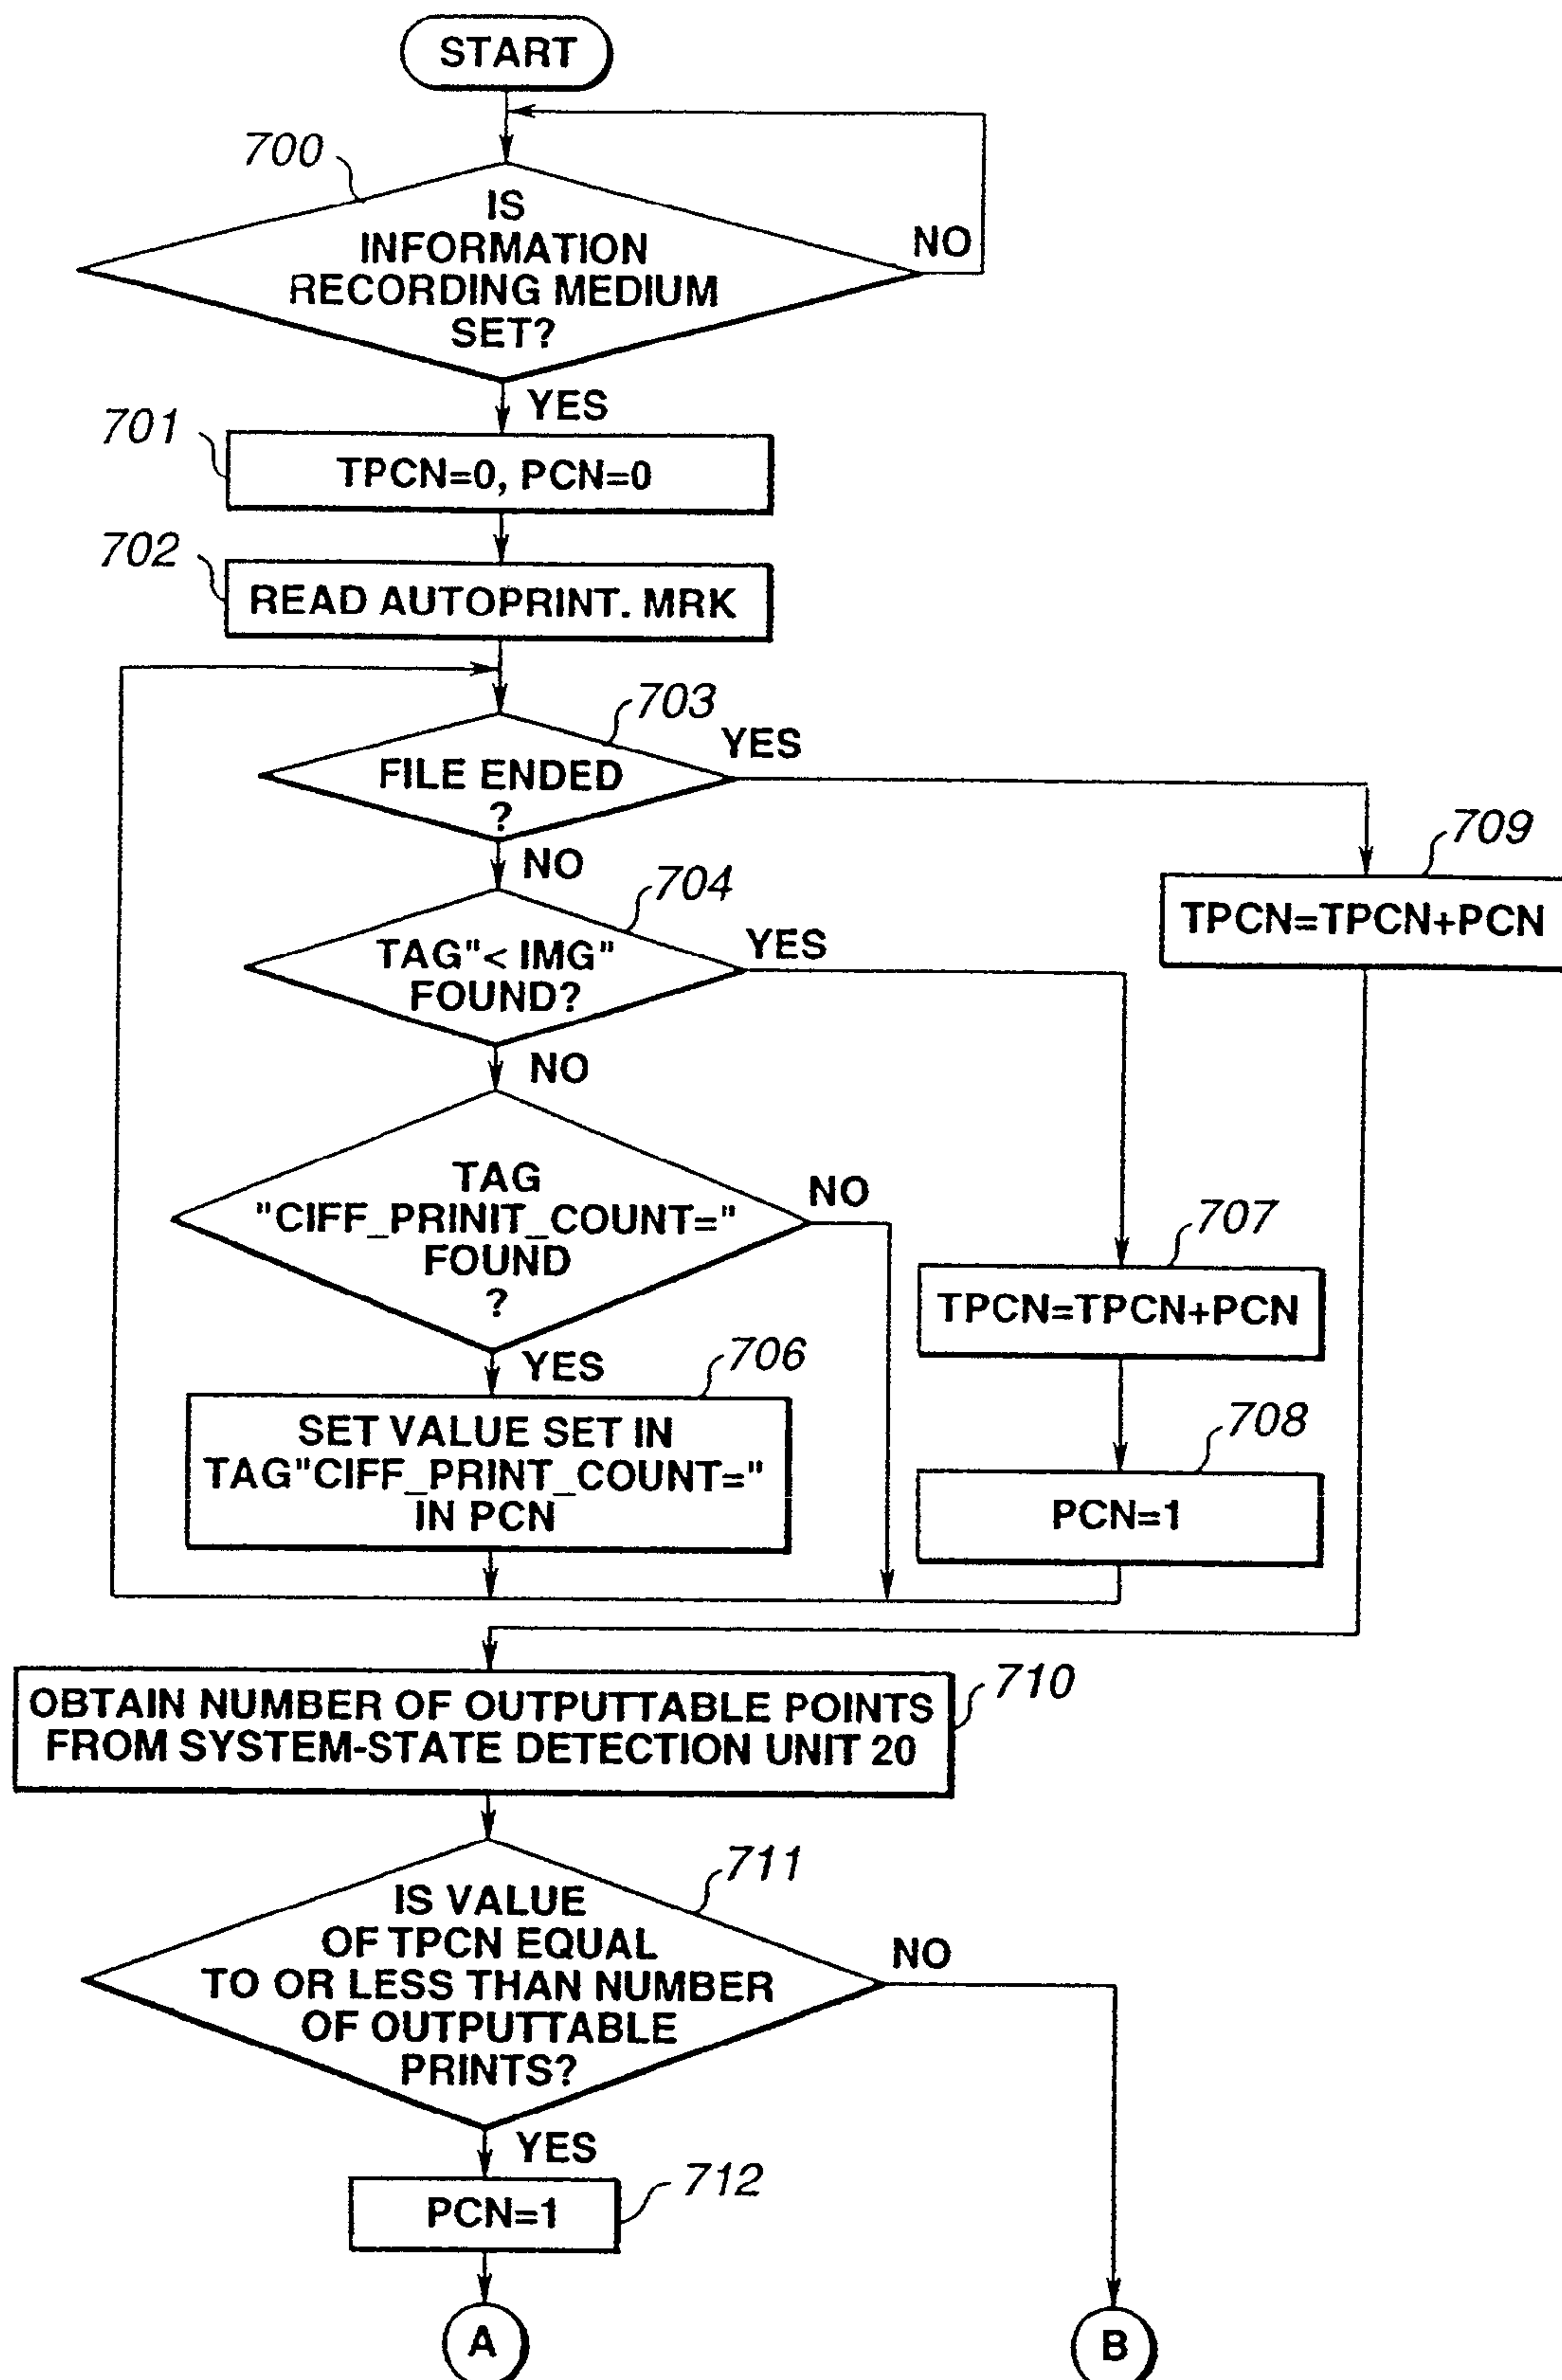 START
700
IS
INFORMATION
RECORDING MEDIUM
SET?
NO
YES
701
TPCN=0, PCN=0
702
READ AUTOPRINT. MRK
703
FILE ENDED
?
YES
NO
704
TAG"< IMG"
FOUND?
YES
NO
709
TPCN=TPCN+PCN
TAG
"CIFF_PRINIT_COUNT="
FOUND
?
NO
YES
707
TPCN=TPCN+PCN
706
SET VALUE SET IN
TAG"CIFF_PRINT_COUNT="
IN PCN
708
PCN=1
710
OBTAIN NUMBER OF OUTPUTTABLE POINTS
FROM SYSTEM-STATE DETECTION UNIT 20
711
IS VALUE
OF TPCN EQUAL
TO OR LESS THAN NUMBER
OF OUTPUTTABLE
PRINTS?
NO
YES
712
PCN=1
A
B